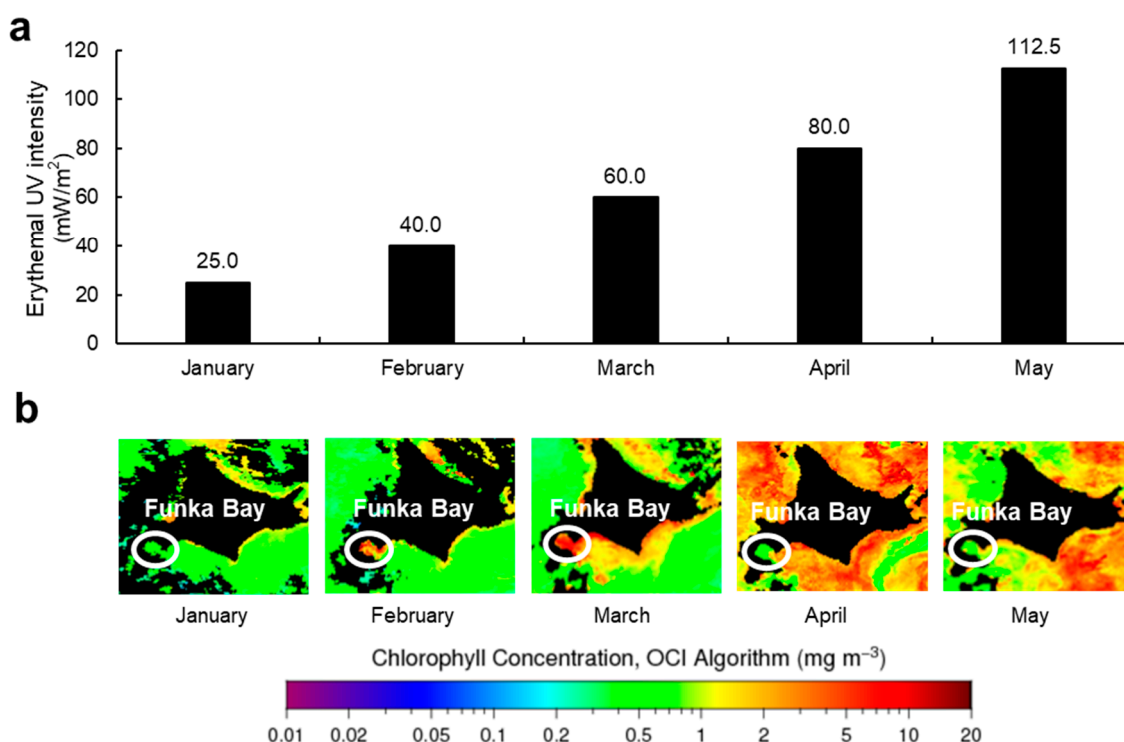 a
Erythemal UV intensity
(mW/m²)
120
100
80
60
40
20
0
25.0
40.0
60.0
80.0
112.5
January February March April May
b
Funka Bay Funka Bay Funka Bay Funka Bay Funka Bay
January February March April May
Chlorophyll Concentration, OCI Algorithm (mg m⁻³)
0.01 0.02 0.05 0.1 0.2 0.5 1 2 5 10 20